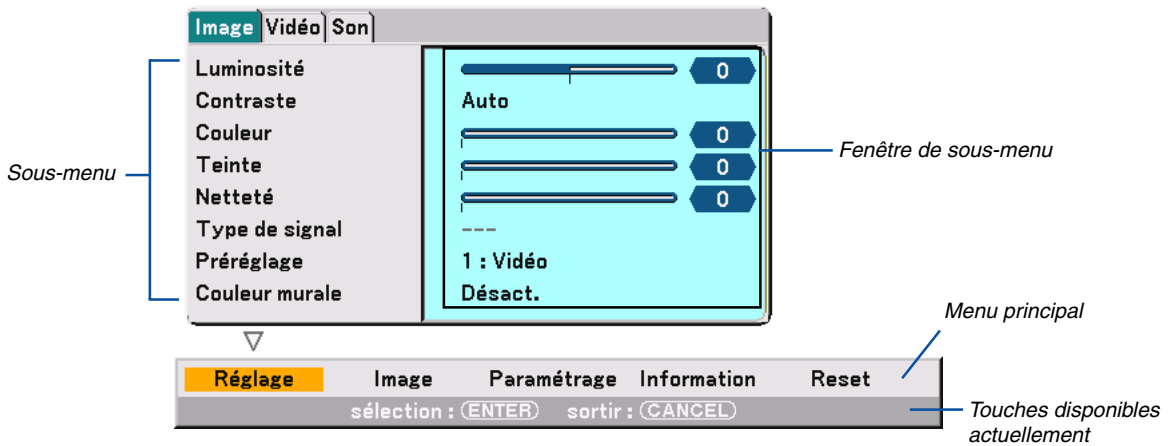 Image Vidéo Son
Luminosité 0
Contraste Auto
Couleur 0
Teinte 0
Netteté 0
Type de signal ---
Préréglage 1 : Vidéo
Couleur murale Désact.
Sous-menu
Fenêtre de sous-menu
Menu principal
Réglage Image Paramétrage Information Reset
sélection : ENTER sortir : CANCEL
Touches disponibles
actuellement